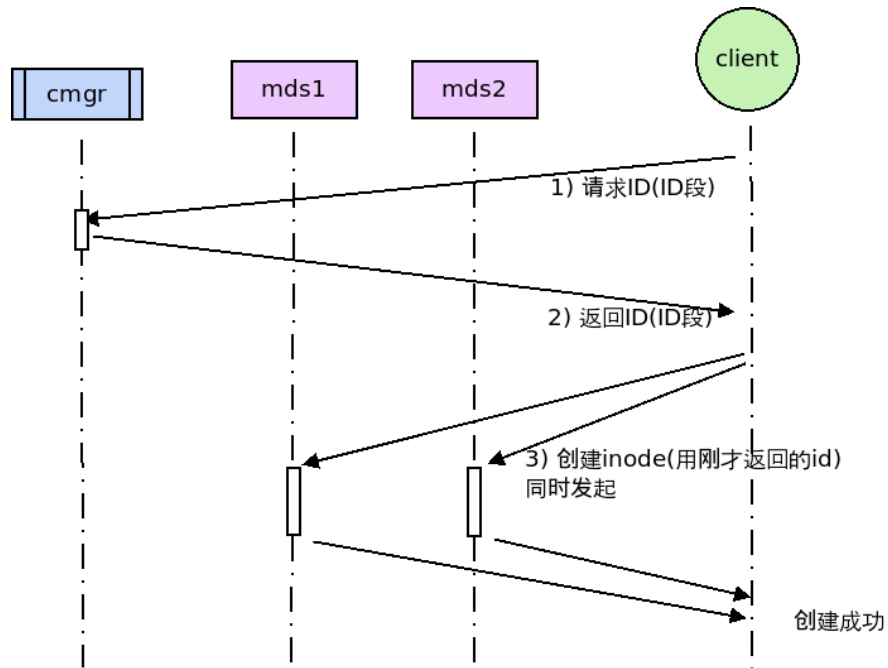 cmgr
mds1
mds2
client
1) 请求ID(ID段)
2) 返回ID(ID段)
3) 创建inode(用刚才返回的id)
同时发起
创建成功